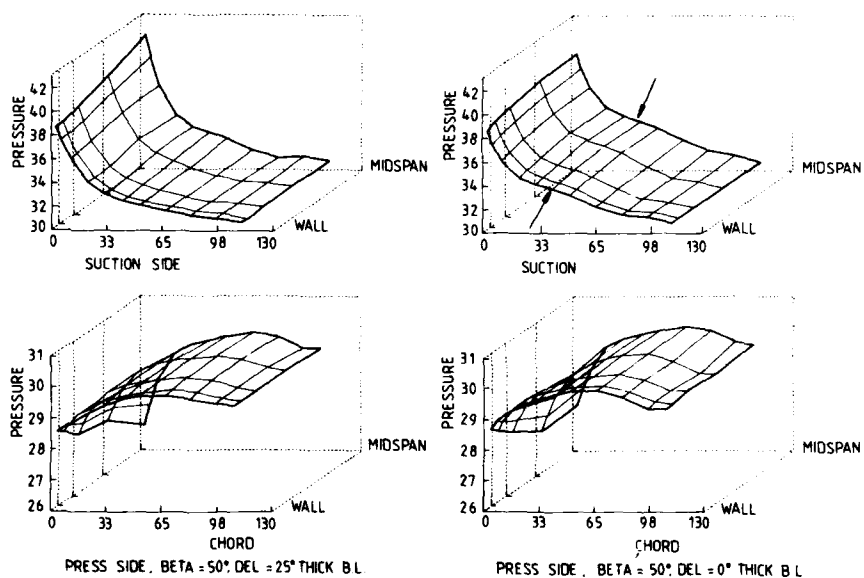 42
40
38
36
34
32
30
PRESSURE
MIDSPAN
WALL
0 33 65 98 130
SUCTION SIDE
42
40
38
36
34
32
30
PRESSURE
MIDSPAN
WALL
0 33 65 98 130
SUCTION
31
30
29
28
27
26
PRESSURE
MIDSPAN
WALL
0 33 65 98 130
CHORD
PRESS SIDE, BETA = 50°, DEL = 25° THICK B.L.
31
30
29
28
27
26
PRESSURE
MIDSPAN
WALL
0 33 65 98 130
CHORD
PRESS SIDE, BETA = 50°, DEL = 0° THICK B.L.